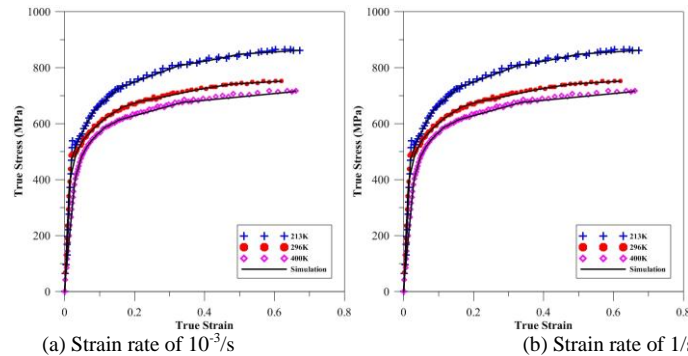 1000
1000
800
800
600
600
400
400
200
200
0
0
True Stress (MPa)
True Stress (MPa)
213K
296K
400K
Simulation
213K
296K
400K
Simulation
0 0.2 0.4 0.6 0.8
0 0.2 0.4 0.6 0.8
True Strain
True Strain
(a) Strain rate of 10⁻³/s
(b) Strain rate of 1/s